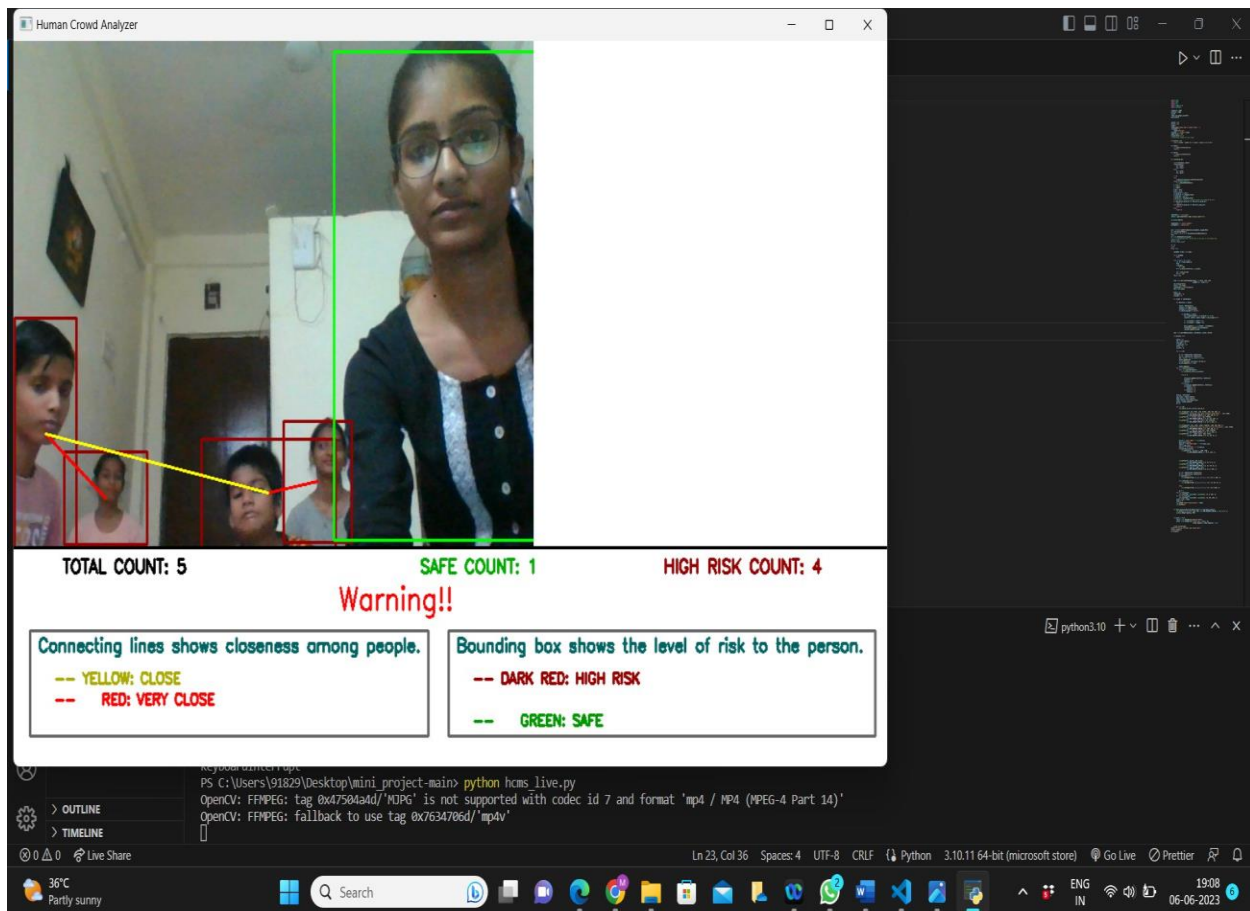 Human Crowd Analyzer
TOTAL COUNT: 5 SAFE COUNT: 1 HIGH RISK COUNT: 4
Warning!!
Connecting lines shows closeness among people.
-- YELLOW: CLOSE
-- RED: VERY CLOSE
Bounding box shows the level of risk to the person.
-- DARK RED: HIGH RISK
-- GREEN: SAFE
python3.10
KeyboardInterrupt
PS C:\Users\91829\Desktop\mini_project-main> python hcms_live.py
OpenCV: FFMPEG: tag 0x47504a4d/'MJPG' is not supported with codec id 7 and format 'mp4 / MP4 (MPEG-4 Part 14)'
OpenCV: FFMPEG: fallback to use tag 0x7634706d/'mp4v'
OUTLINE
TIMELINE
0 0 Live Share Ln 23, Col 36 Spaces: 4 UTF-8 CRLF Python 3.10.11 64-bit (microsoft store) Go Live Prettier
36°C
Partly sunny
Search
ENG
IN
19:08
06-06-2023
6